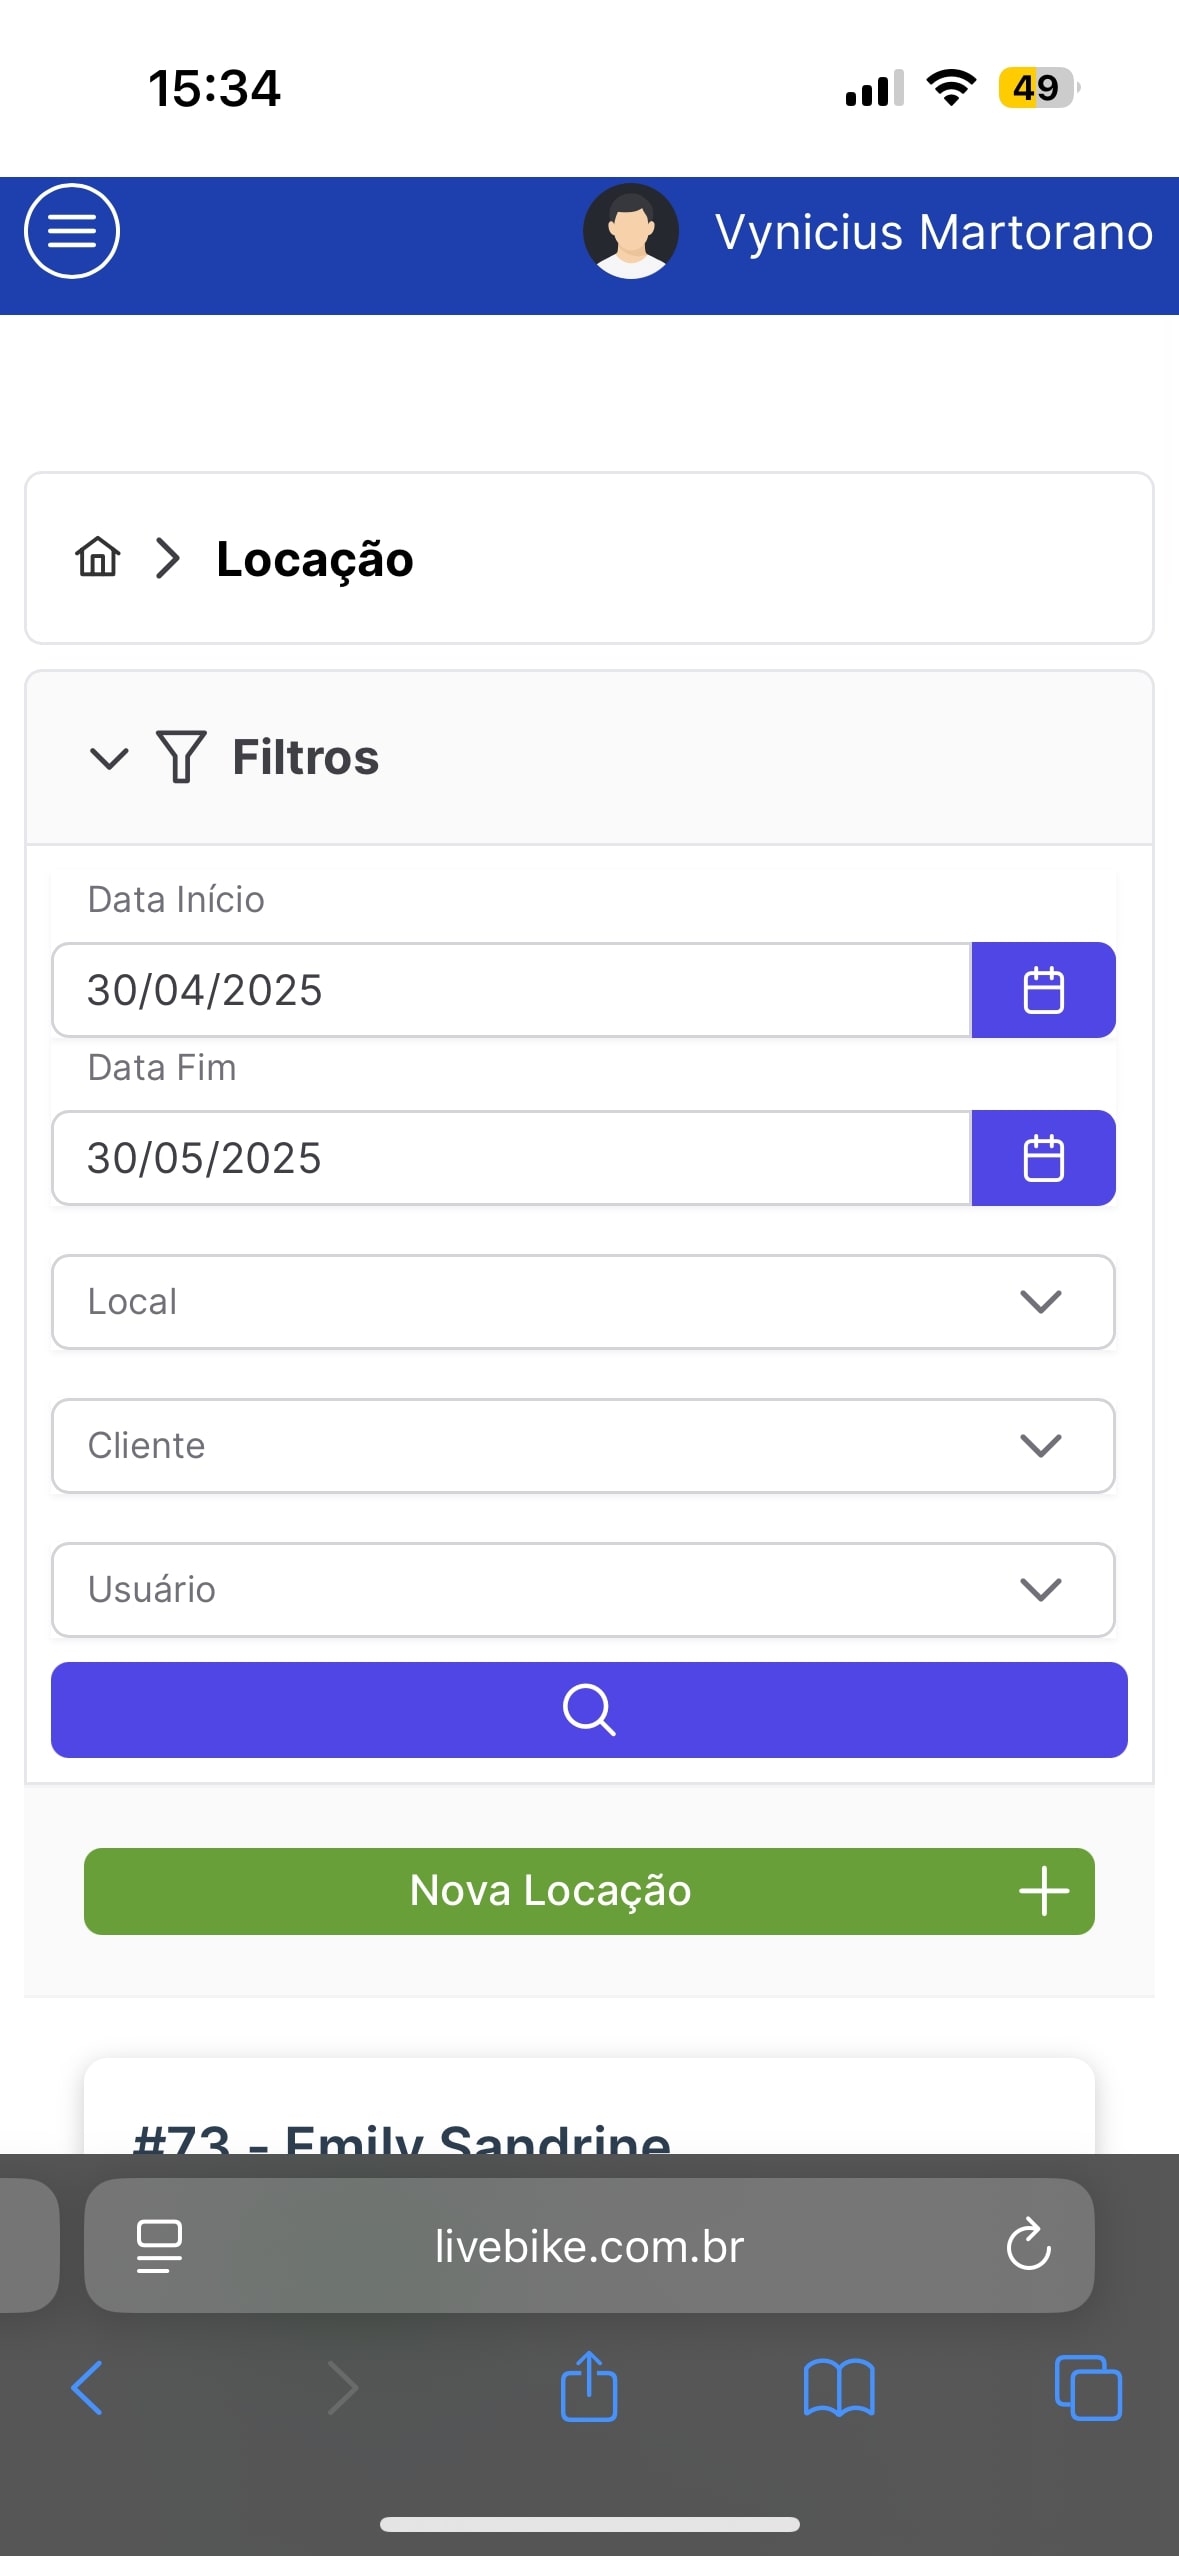 15:34
49
Vynicius Martorano
Locação
Filtros
Data Início
30/04/2025
Data Fim
30/05/2025
Local
Cliente
Usuário
Nova Locação
#73 - Emily Sandrine
livebike.com.br